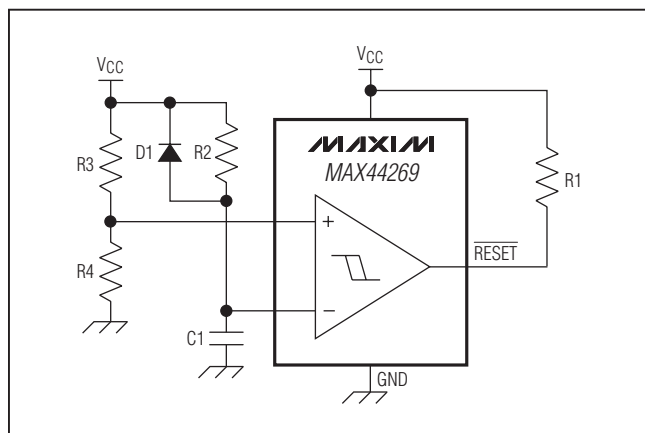 VCC
VCC
R3
D1
R2
MAXIM
MAX44269
R1
+
RESET
R4
−
C1
GND